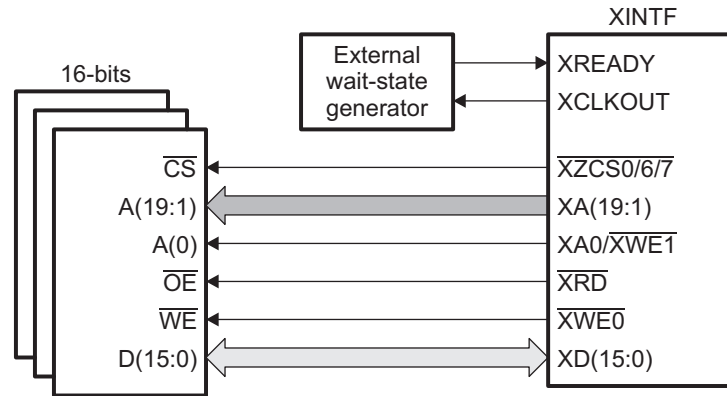 XINTF
External
wait-state
generator
XREADY
XCLKOUT
16-bits
CS
XZCS0/6/7
A(19:1)
XA(19:1)
A(0)
XA0/XWE1
OE
XRD
WE
XWE0
D(15:0)
XD(15:0)